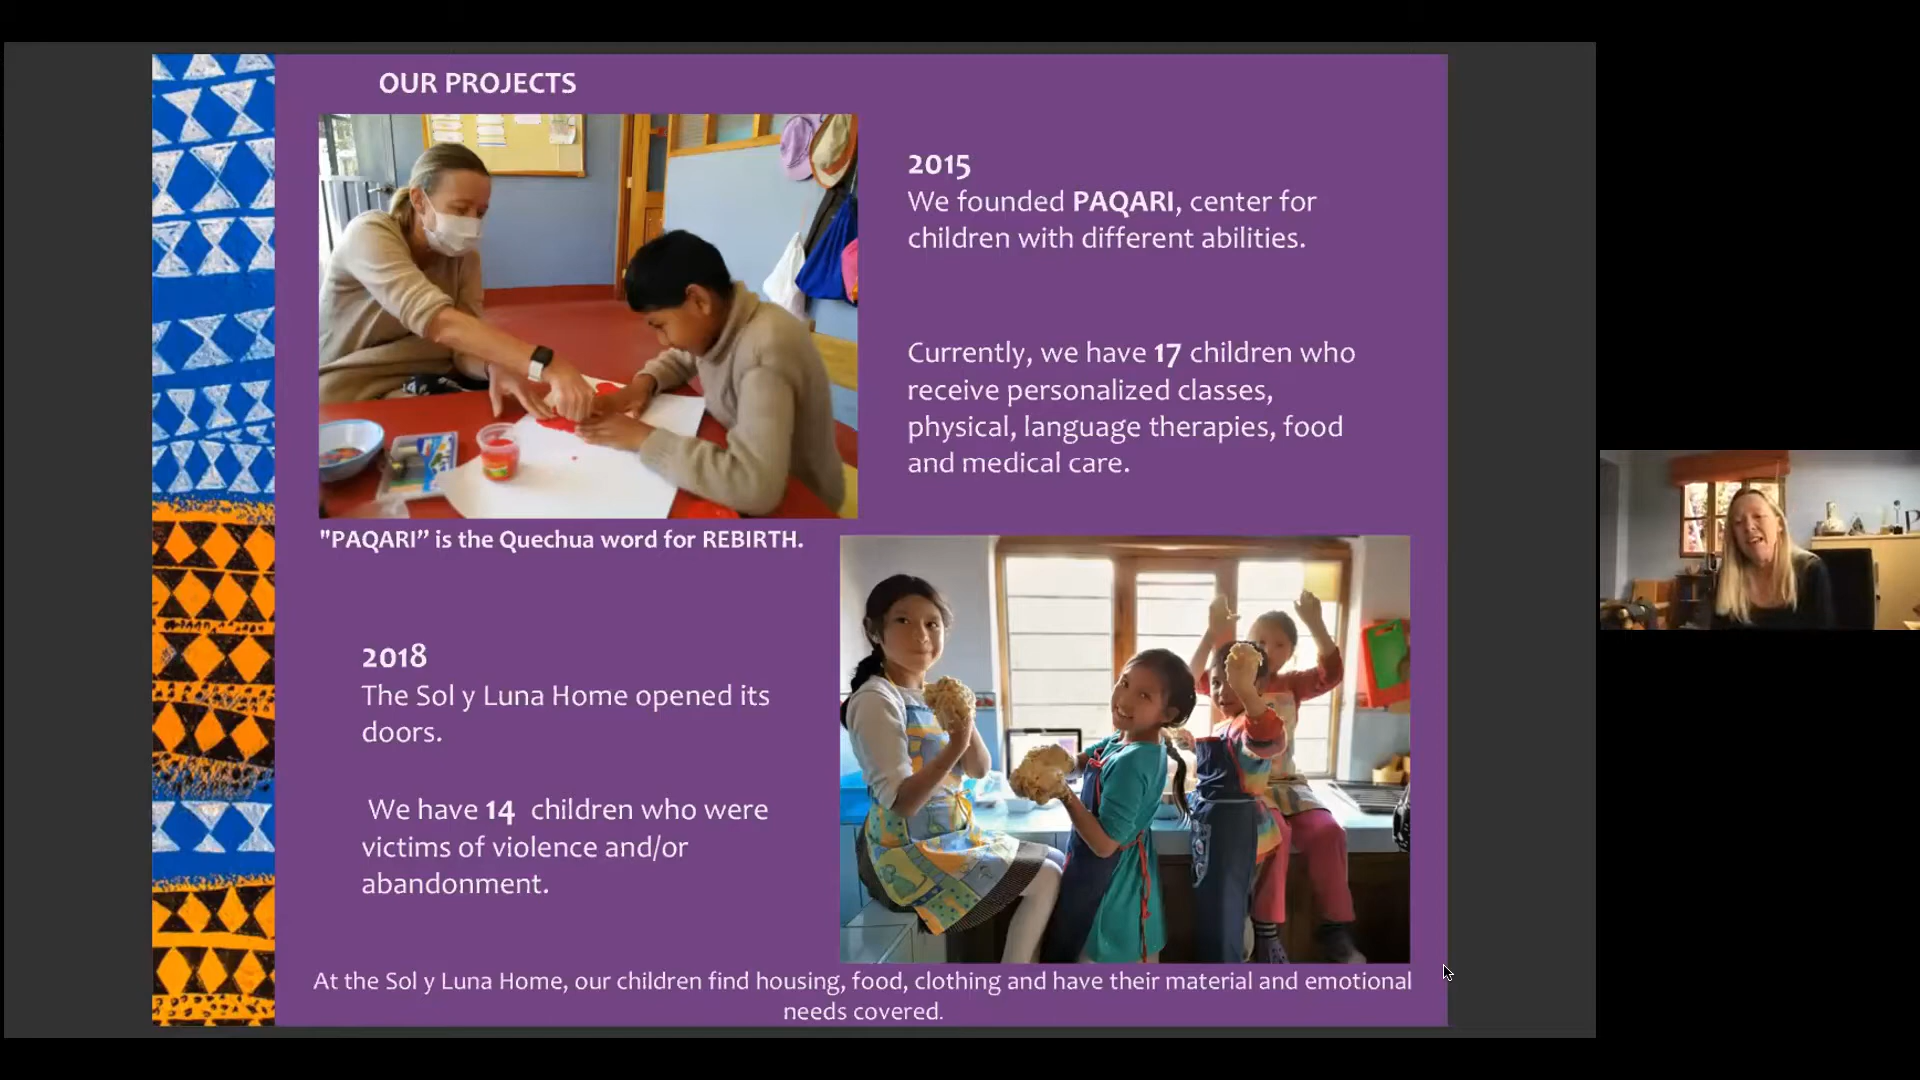 OUR PROJECTS
2015
We founded PAQARI, center for
children with different abilities.
Currently, we have 17 children who
receive personalized classes,
physical, language therapies, food
and medical care.
"PAQARI” is the Quechua word for REBIRTH.
2018
The Sol y Luna Home opened its
doors.
We have 14 children who were
victims of violence and/or
abandonment.
At the Sol y Luna Home, our children find housing, food, clothing and have their material and emotional
needs covered.